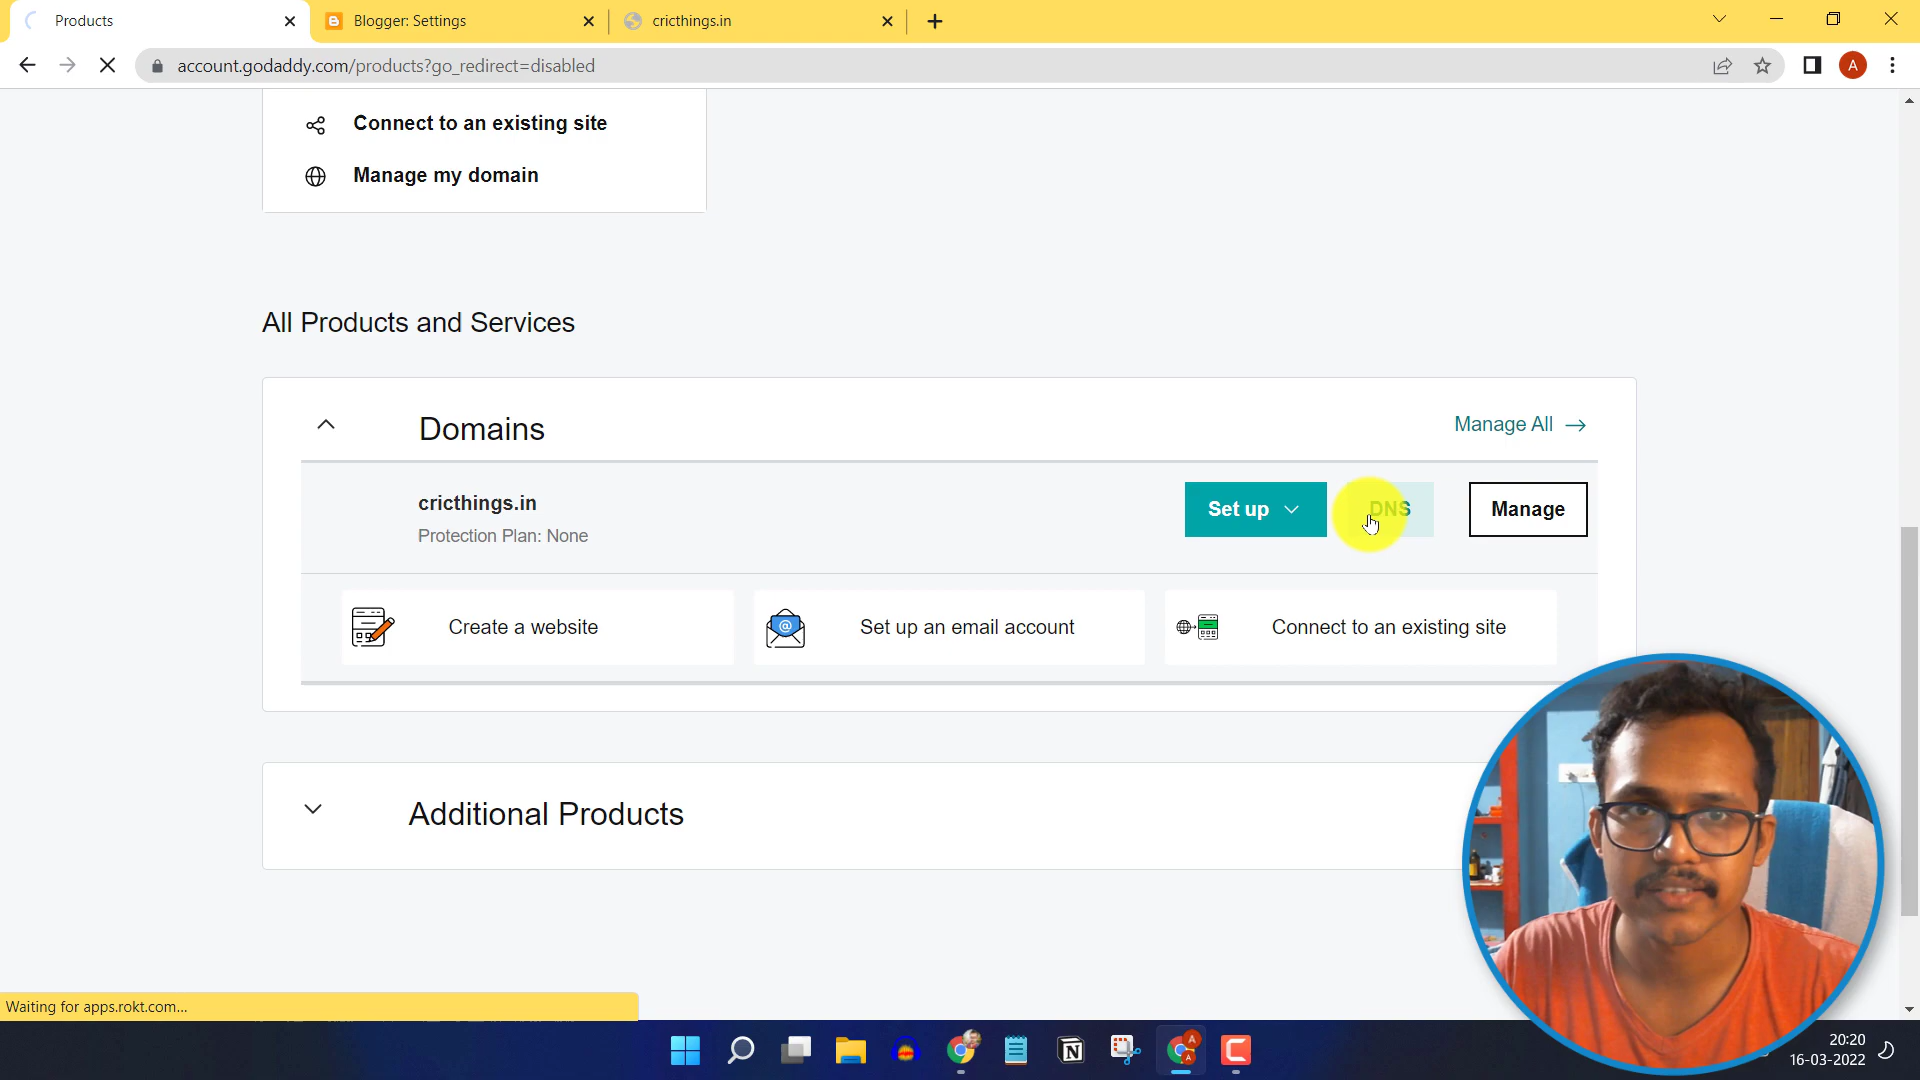 Products
Blogger: Settings
cricthings.in
account.godaddy.com/products?go_redirect=disabled
A
Connect to an existing site
Manage my domain
All Products and Services
Domains
Manage All
cricthings.in
Protection Plan: None
Set up
DNS
Manage
Create a website
Set up an email account
Connect to an existing site
Additional Products
Waiting for apps.rokt.com...
20:20
16-03-2022